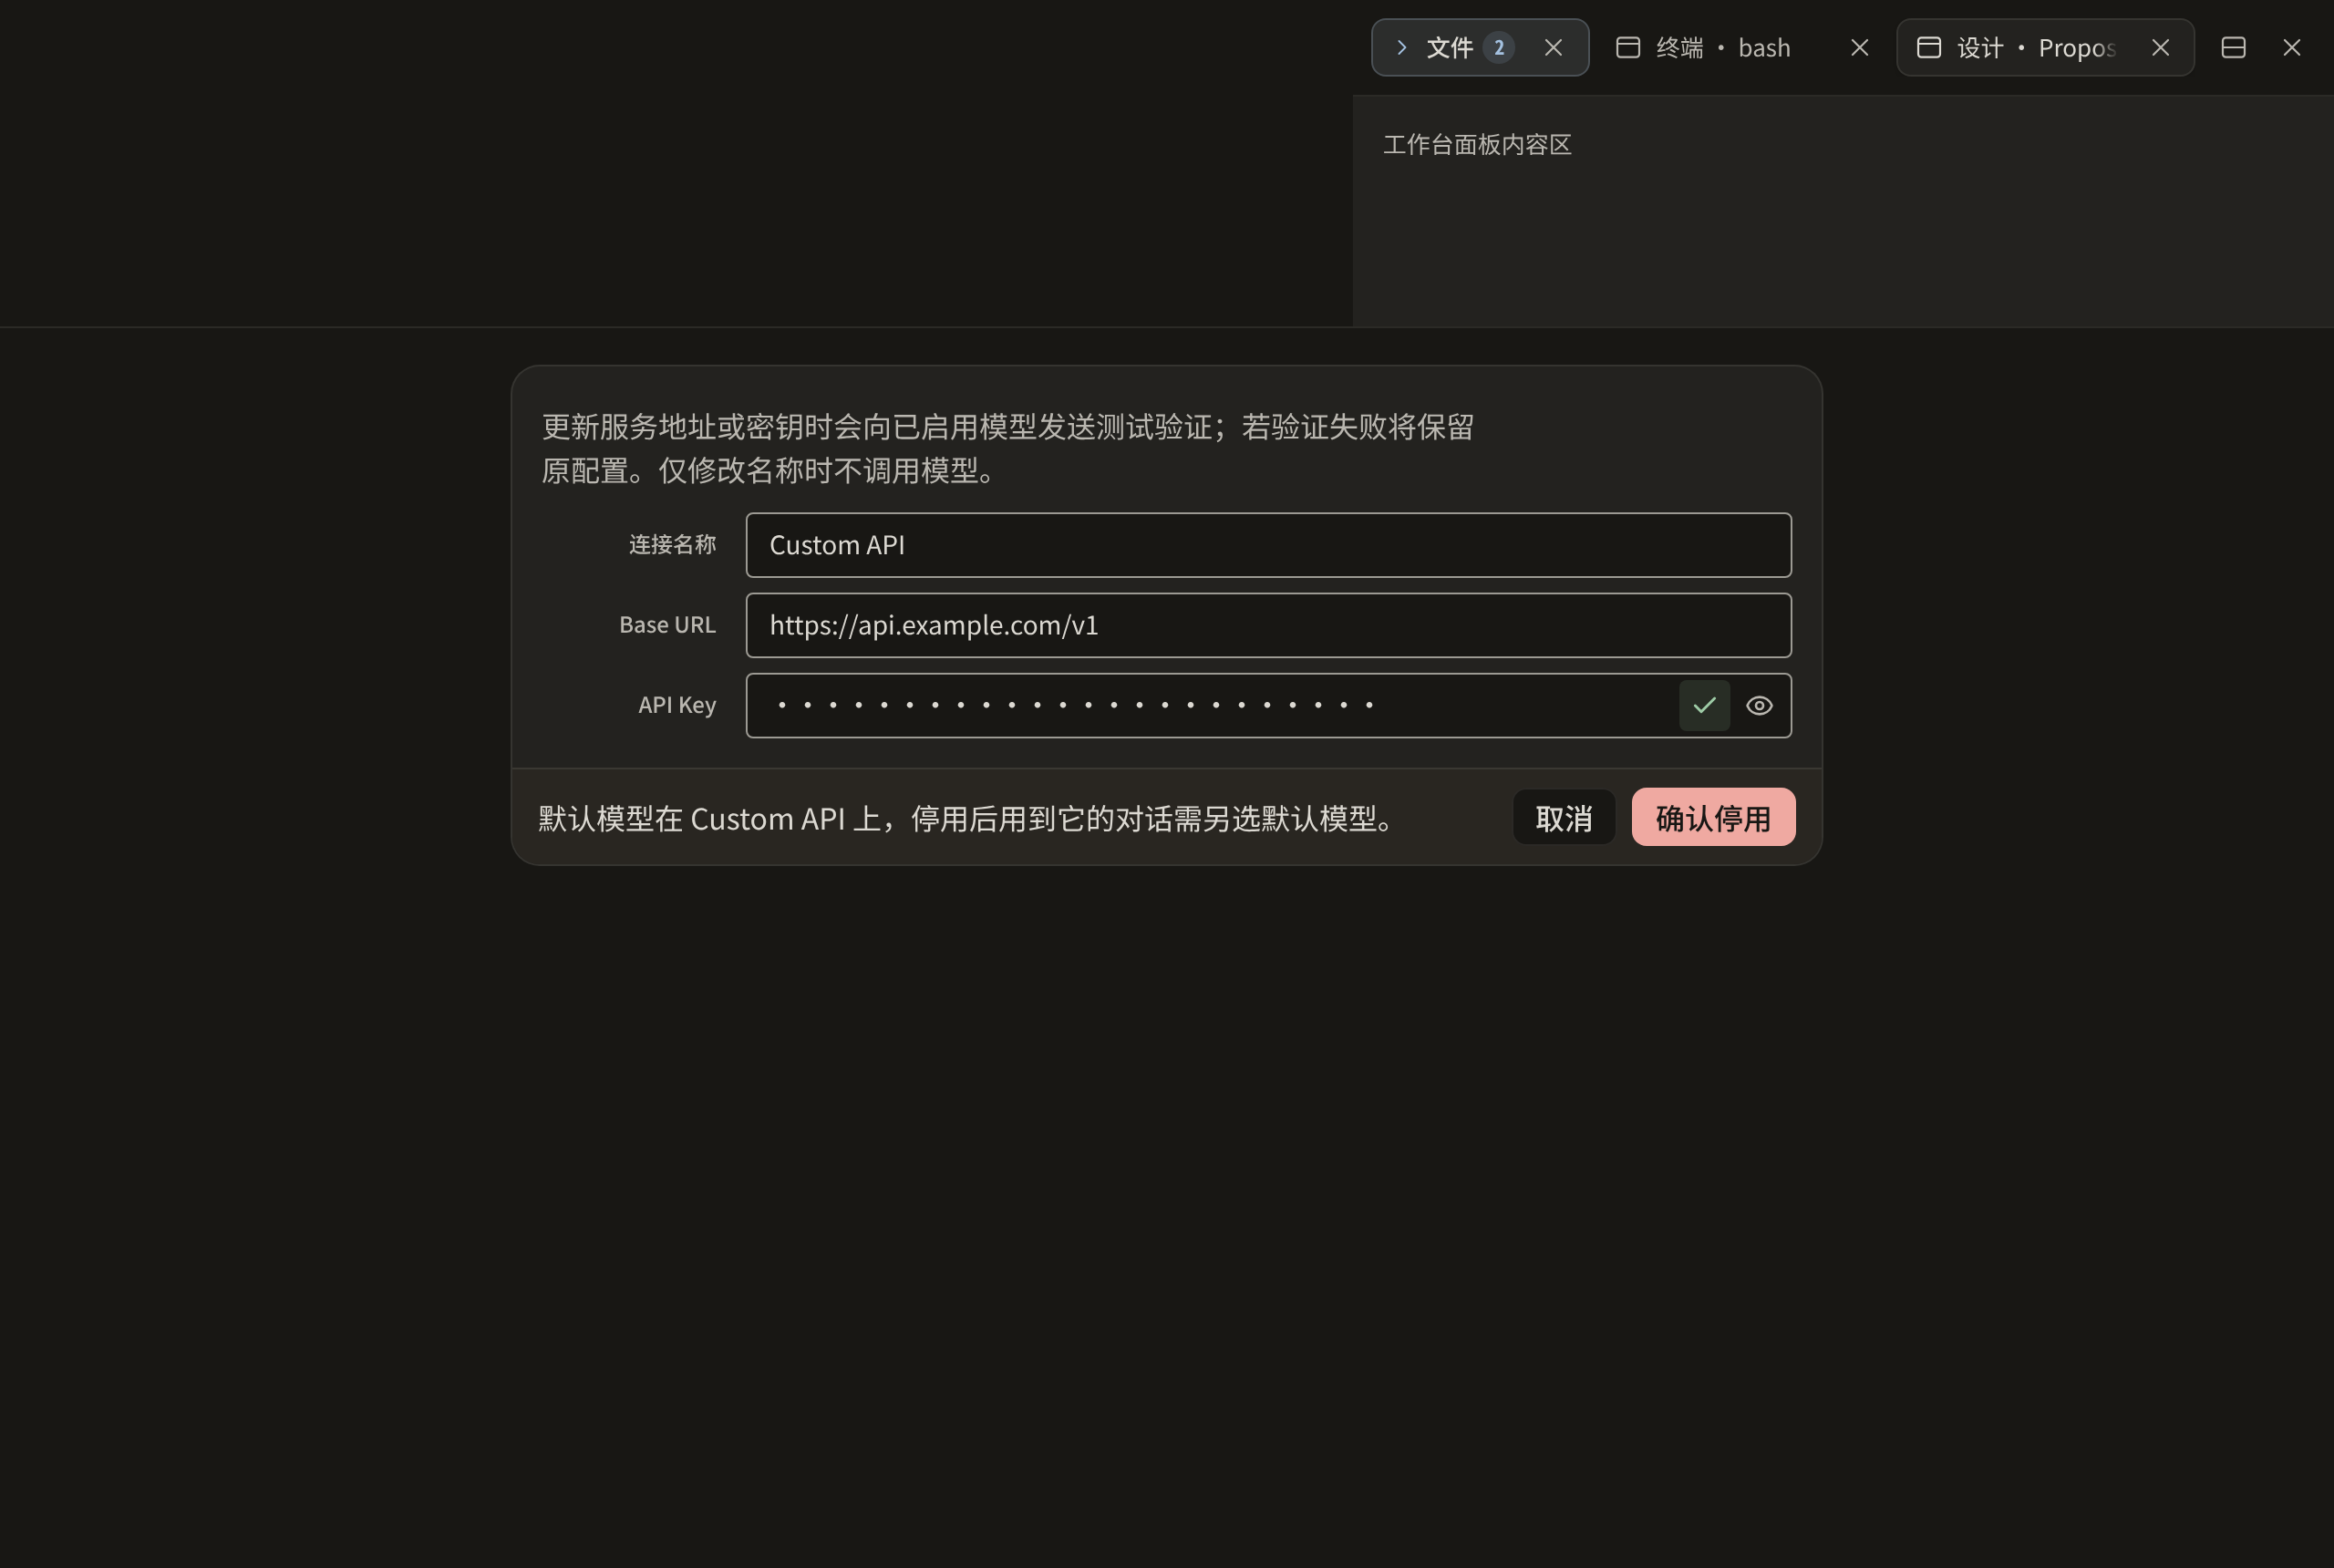 文件 2
终端 • bash
设计 • Propos
工作台面板内容区
更新服务地址或密钥时会向已启用模型发送测试验证；若验证失败将保留
原配置。仅修改名称时不调用模型。
连接名称 Custom API
Base URL https://api.example.com/v1
API Key
默认模型在 Custom API 上，停用后用到它的对话需另选默认模型。
取消 确认停用